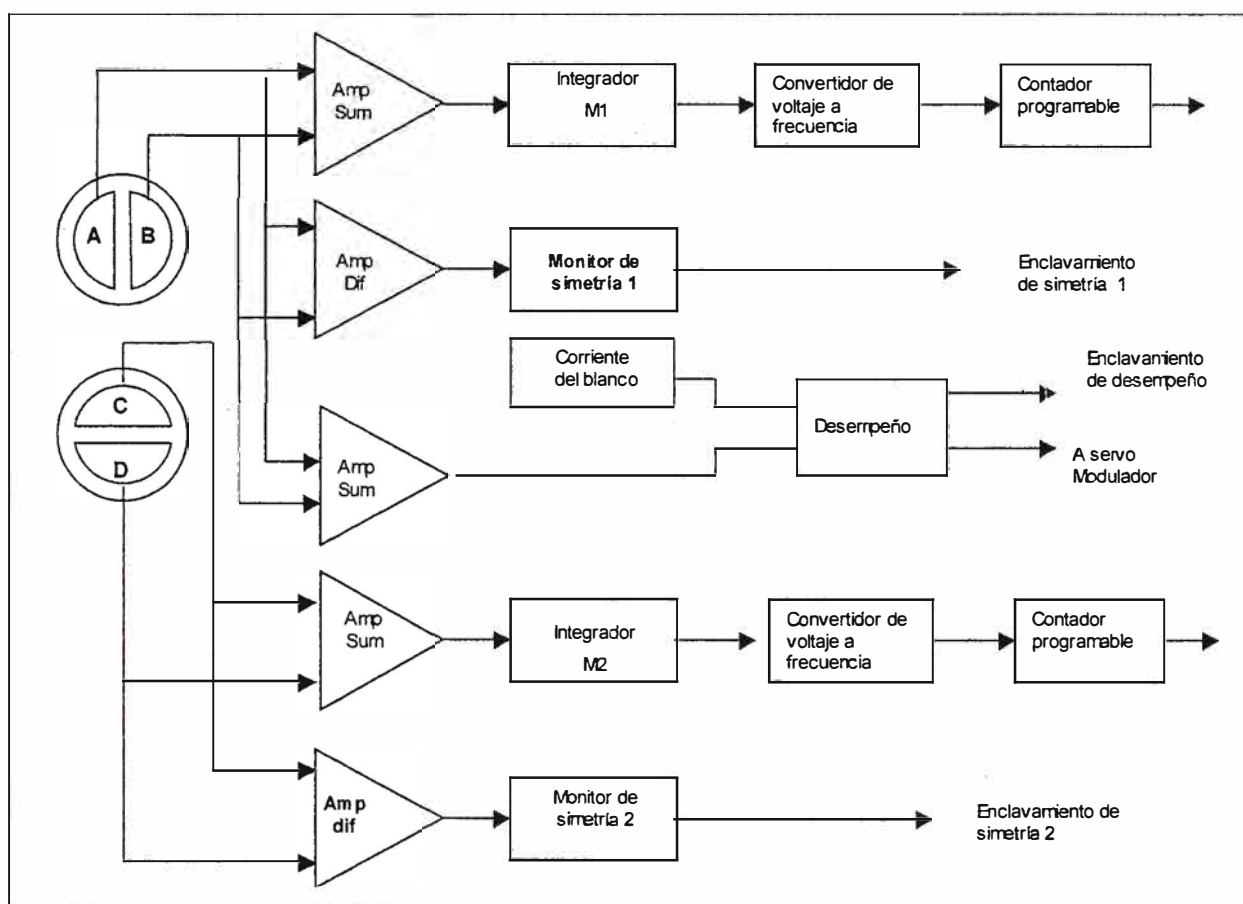 Amp
Sum
Integrador
M1
Convertidor de
voltaje a
frecuencia
Contador
programable
A
B
Amp
Dif
Monitor de
simetría 1
Enclavamiento
de simetría 1
Corriente
del blanco
Desempeño
Enclavamiento
de desempeño
A servo
Modulador
C
D
Amp
Sum
Amp
Sum
Integrador
M2
Convertidor de
voltaje a
frecuencia
Contador
programable
Amp
dif
Monitor de
simetría 2
Enclavamiento de
simetría 2